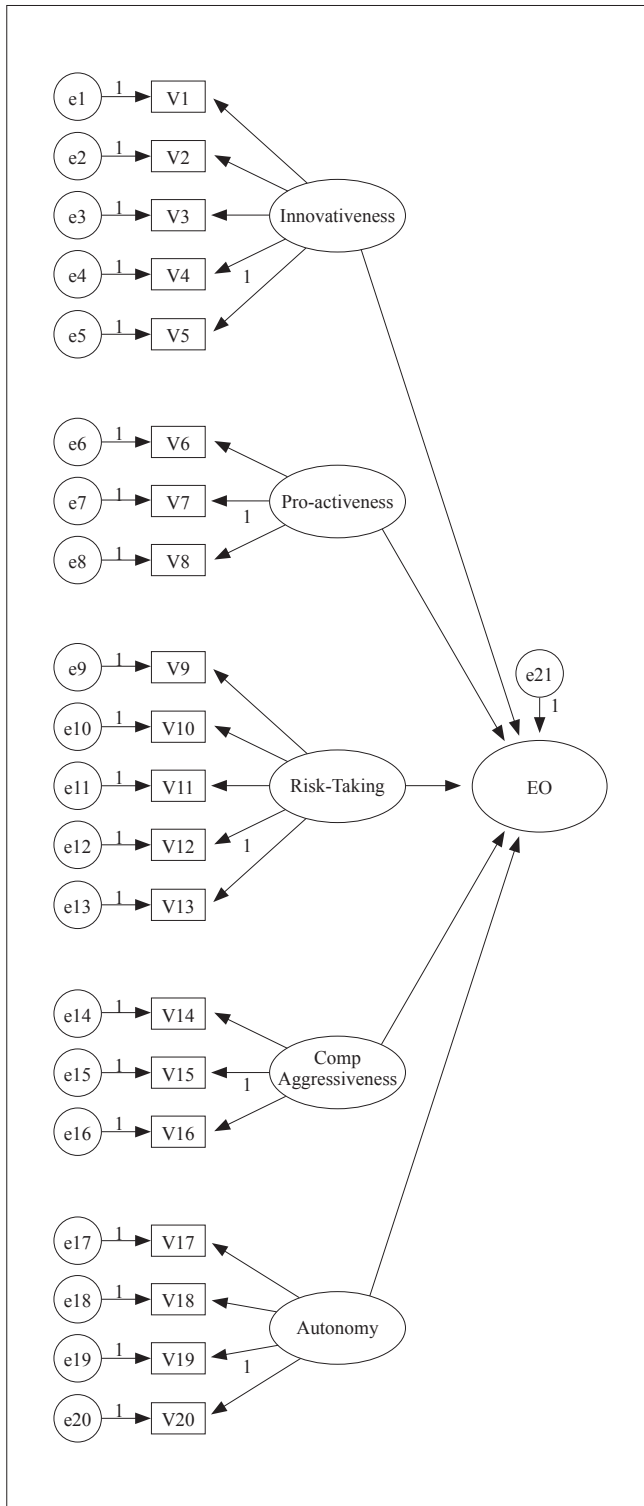 e1 1 V1
e2 1 V2
Innovativeness
e3 1 V3
e4 1 V4
1
e5 1 V5
e6 1 V6
e7 1 V7
Pro-activeness
1
e8 1 V8
e9 1 V9
e21
1
e10 1 V10
e11 1 V11
Risk-Taking
EO
e12 1 V12
1
e13 1 V13
e14 1 V14
Comp
Aggressiveness
e15 1 V15
1
e16 1 V16
e17 1 V17
e18 1 V18
Autonomy
e19 1 V19
1
e20 1 V20